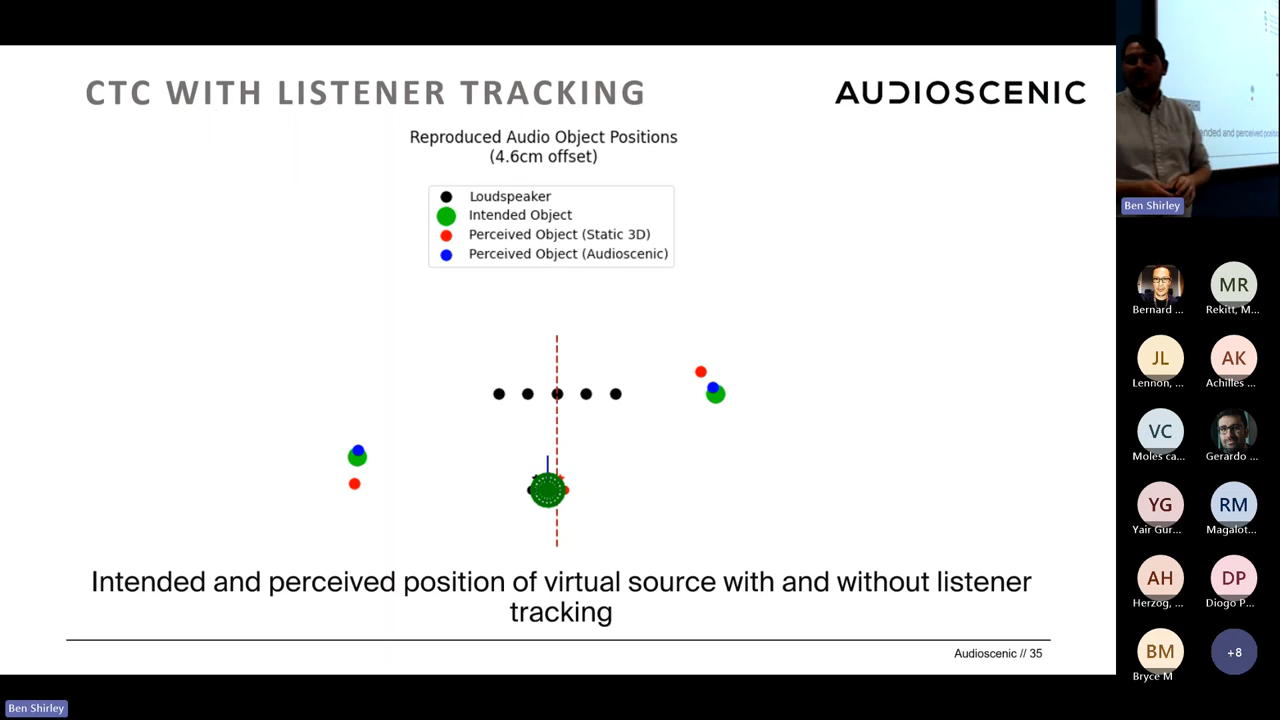 CTC WITH LISTENER TRACKING
AUDIOSCENIC
Reproduced Audio Object Positions
(4.6cm offset)
Loudspeaker
Intended Object
Perceived Object (Static 3D)
Perceived Object (Audioscenic)
Intended and perceived position of virtual source with and without listener
tracking
Audioscenic // 35
Ben Shirley
Ben Shirley
Bernard ...
MR
Rekitt, M...
JL
Lennon, ...
AK
Achilles ...
VC
Moles ca...
Gerardo ...
YG
Yair Gur...
RM
Magalot...
AH
Herzog, ...
DP
Diogo P...
BM
Bryce M
+8